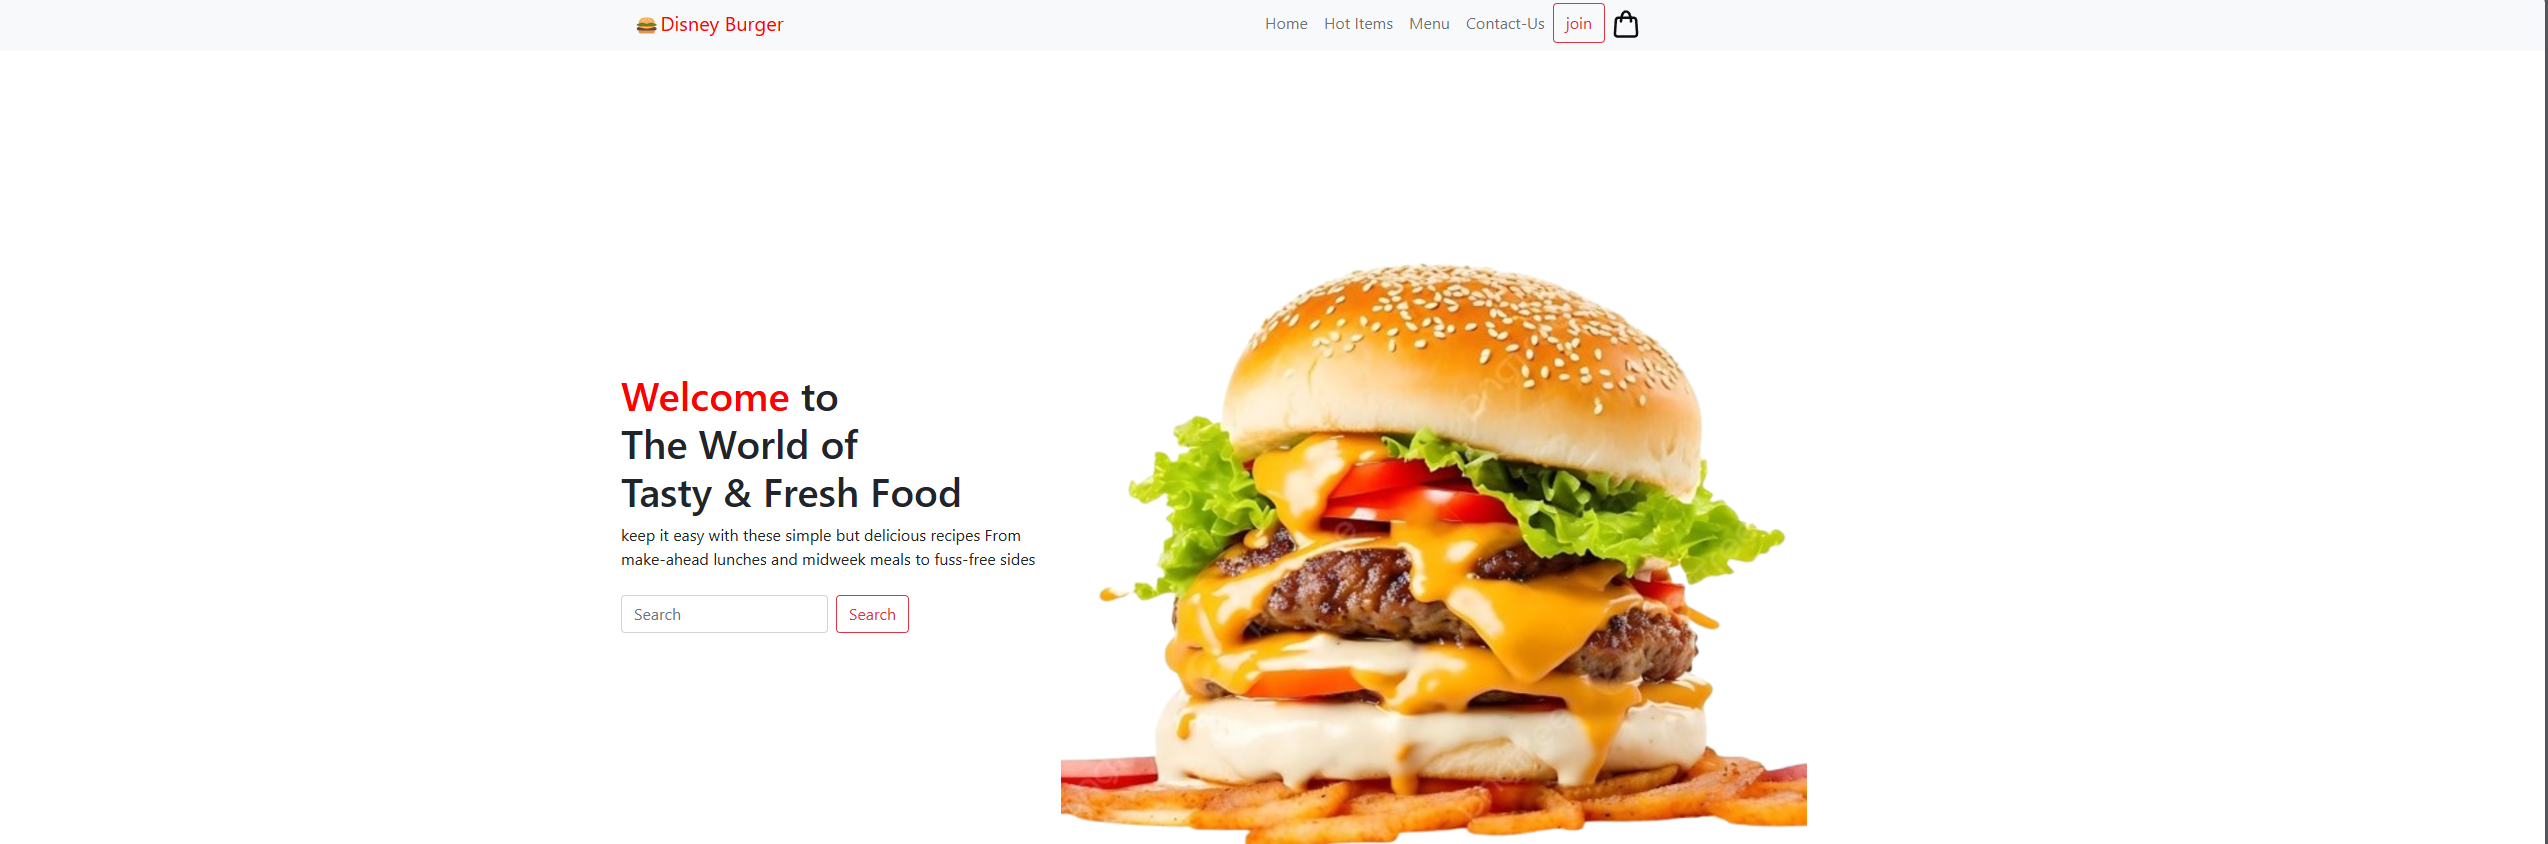 Disney Burger
Home Hot Items Menu Contact-Us join
Welcome to
The World of
Tasty & Fresh Food
keep it easy with these simple but delicious recipes From
make-ahead lunches and midweek meals to fuss-free sides
Search Search